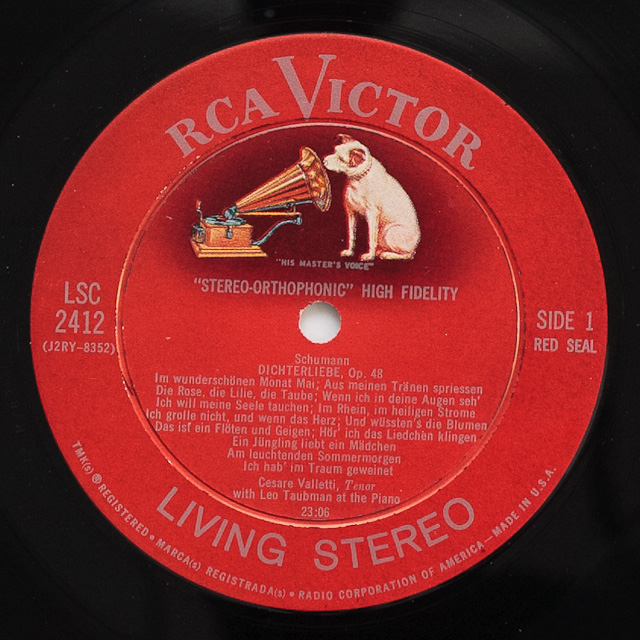 RCA VICTOR
"HIS MASTER'S VOICE"
"STEREO-ORTHOPHONIC" HIGH FIDELITY
LSC
2412
(J2RY-8352)
SIDE 1
RED SEAL
Schumann
DICHTERLIEBE, Op. 48
Im wunderschönen Monat Mai; Aus meinen Tränen spriessen
Die Rose, die Lilie, die Taube; Wenn ich in deine Augen seh'
Ich will meine Seele tauchen; Im Rhein, im heiligen Strome
Ich grolle nicht, und wenn das Herz; Und wüssten's die Blumen
Das isf ein Flöten und Geigen; Hör' ich das Liedchen klingen
Ein Jüngling liebt ein Mädchen
Am leuchtenden Sommermorgen
Ich hab' im Traum geweinet
Cesare Valletti, Tenor
with Leo Taubman at the Piano
23:06
LIVING STEREO
TMK(s) ® REGISTERED • MARCA(s) REGISTRADA(s) • RADIO CORPORATION OF AMERICA—MADE IN U.S.A.